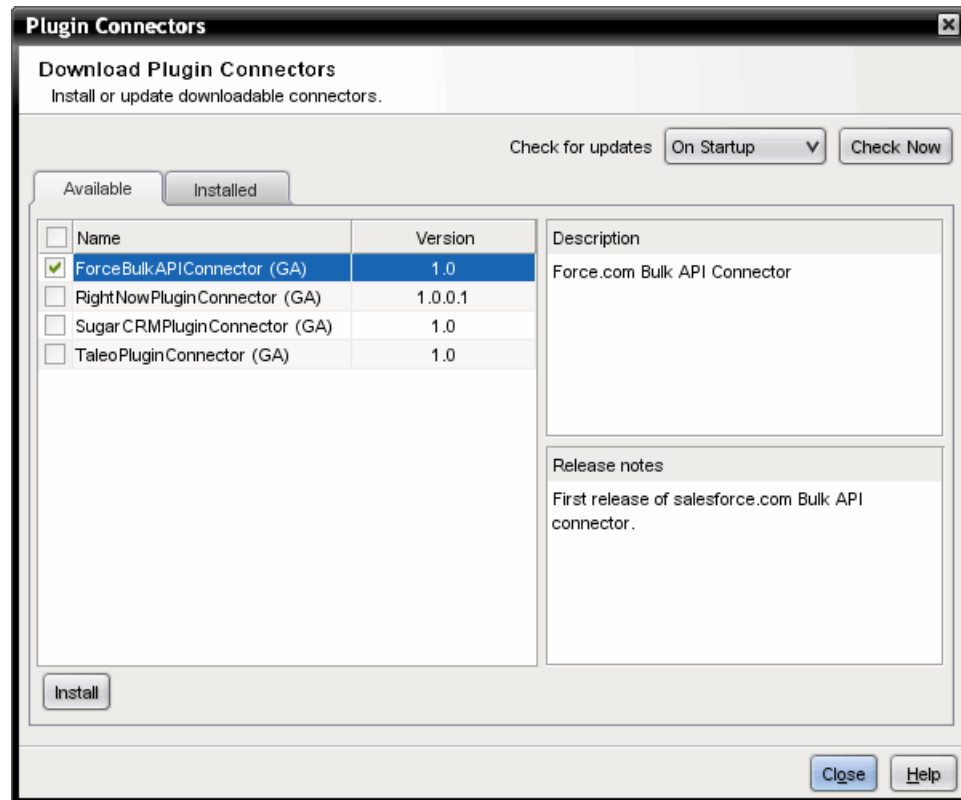 Plugin Connectors
Download Plugin Connectors
Install or update downloadable connectors.
Check for updates On Startup Check Now
Available Installed
Name Version
ForceBulkAPIConnector (GA) 1.0
RightNowPluginConnector (GA) 1.0.0.1
SugarCRMPluginConnector (GA) 1.0
TaleoPluginConnector (GA) 1.0
Description
Force.com Bulk API Connector
Release notes
First release of salesforce.com Bulk API
connector.
Install
Close Help